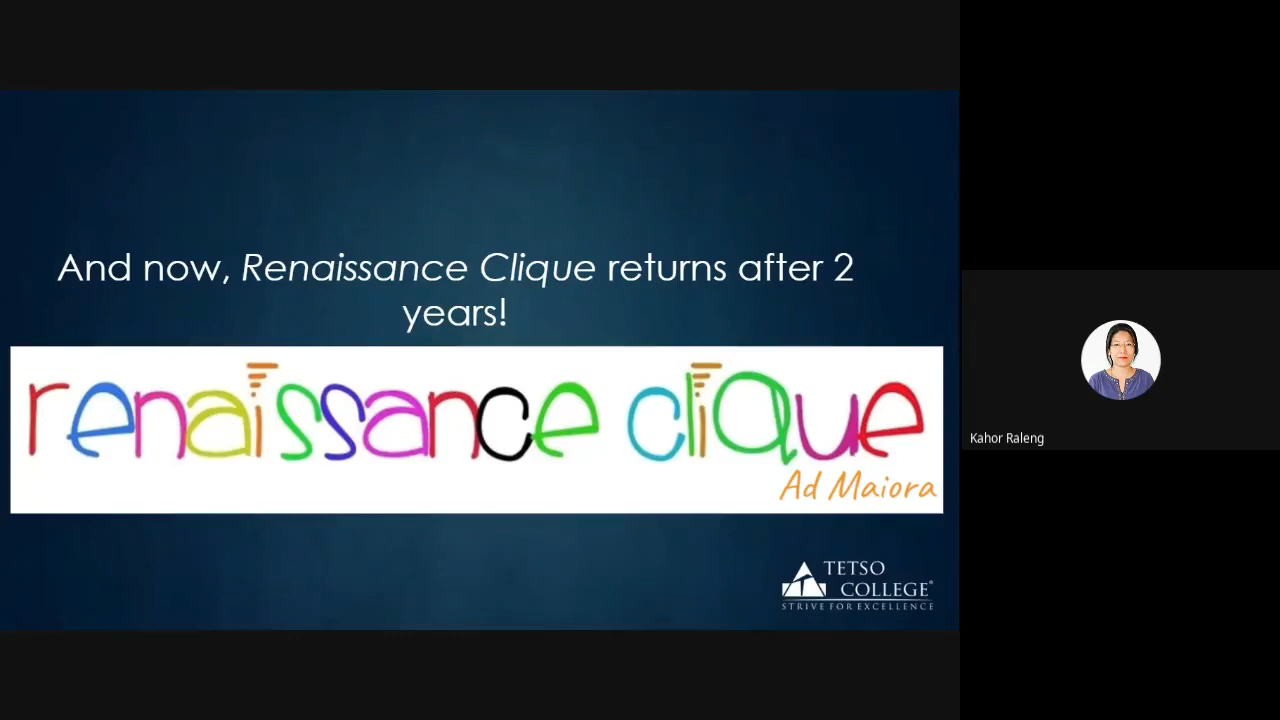 And now, Renaissance Clique returns after 2
years!
renaissance clique
Ad Maiora
TETSO
COLLEGE®
STRIVE FOR EXCELLENCE
Kahor Raleng